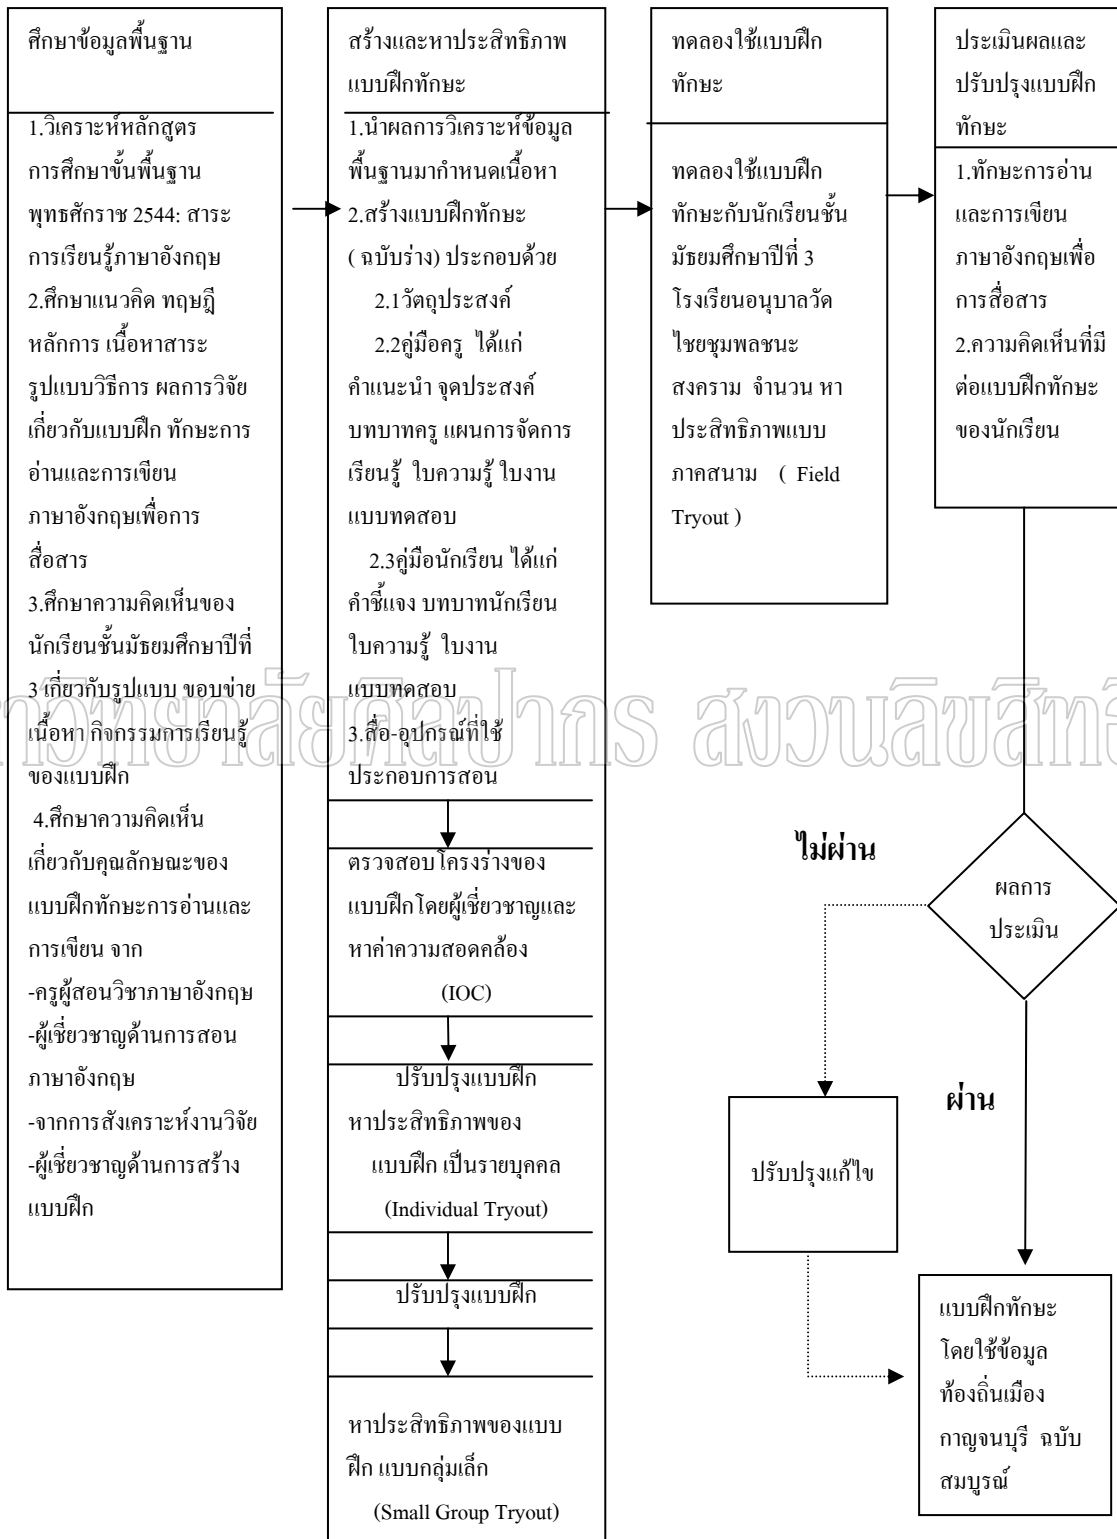 ศึกษาข้อมูลพื้นฐาน
1.วิเคราะห์หลักสูตร
การศึกษาขั้นพื้นฐาน
พุทธศักราช 2544: สาระ
การเรียนรู้ภาษาอังกฤษ
2.ศึกษาแนวคิด ทฤษฎี
หลักการ เนื้อหาสาระ
รูปแบบวิธีการ ผลการวิจัย
เกี่ยวกับแบบฝึก ทักษะการ
อ่านและการเขียน
ภาษาอังกฤษเพื่อการ
สื่อสาร
3.ศึกษาความคิดเห็นของ
นักเรียนชั้นมัธยมศึกษาปีที่
3 เกี่ยวกับรูปแบบ ขอบข่าย
เนื้อหา กิจกรรมการเรียนรู้
ของแบบฝึก
4.ศึกษาความคิดเห็น
เกี่ยวกับคุณลักษณะของ
แบบฝึกทักษะการอ่านและ
การเขียน จาก
-ครูผู้สอนวิชาภาษาอังกฤษ
-ผู้เชี่ยวชาญด้านการสอน
ภาษาอังกฤษ
-จากการสังเคราะห์งานวิจัย
-ผู้เชี่ยวชาญด้านการสร้าง
แบบฝึก
สร้างและหาประสิทธิภาพ
แบบฝึกทักษะ
1.นำผลการวิเคราะห์ข้อมูล
พื้นฐานมากำหนดเนื้อหา
2.สร้างแบบฝึกทักษะ
( ฉบับร่าง) ประกอบด้วย
2.1วัตถุประสงค์
2.2คู่มือครู ได้แก่
คำแนะนำ จุดประสงค์
บทบาทครู แผนการจัดการ
เรียนรู้ ใบความรู้ ใบงาน
แบบทดสอบ
2.3คู่มือนักเรียน ได้แก่
คำชี้แจง บทบาทนักเรียน
ใบความรู้ ใบงาน
แบบทดสอบ
3.สื่อ-อุปกรณ์ที่ใช้
ประกอบการสอน
ตรวจสอบโครงร่างของ
แบบฝึกโดยผู้เชี่ยวชาญและ
หาค่าความสอดคล้อง
(IOC)
ปรับปรุงแบบฝึก
หาประสิทธิภาพของ
แบบฝึก เป็นรายบุคคล
(Individual Tryout)
ปรับปรุงแบบฝึก
หาประสิทธิภาพของแบบ
ฝึก แบบกลุ่มเล็ก
(Small Group Tryout)
ทดลองใช้แบบฝึก
ทักษะ
ทดลองใช้แบบฝึก
ทักษะกับนักเรียนชั้น
มัธยมศึกษาปีที่ 3
โรงเรียนอนุบาลวัด
ไชยชุมพลชนะ
สงคราม จำนวน หา
ประสิทธิภาพแบบ
ภาคสนาม ( Field
Tryout )
ประเมินผลและ
ปรับปรุงแบบฝึก
ทักษะ
1.ทักษะการอ่าน
และการเขียน
ภาษาอังกฤษเพื่อ
การสื่อสาร
2.ความคิดเห็นที่มี
ต่อแบบฝึกทักษะ
ของนักเรียน
ไม่ผ่าน
ผลการ
ประเมิน
ผ่าน
ปรับปรุงแก้ไข
แบบฝึกทักษะ
โดยใช้ข้อมูล
ท้องถิ่นเมือง
กาญจนบุรี ฉบับ
สมบูรณ์